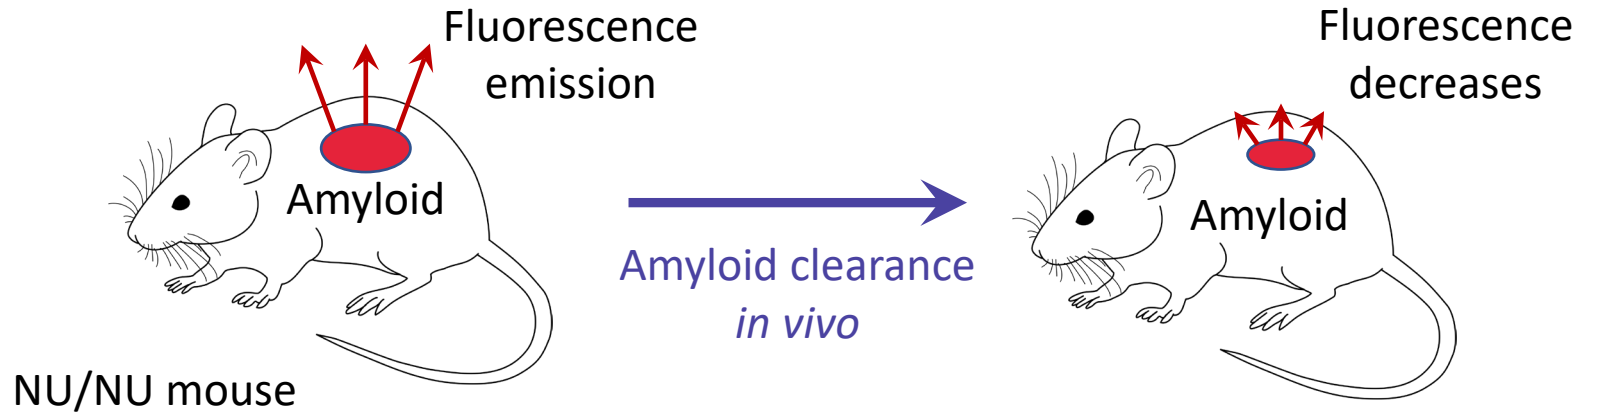 Fluorescence
emission
Amyloid
NU/NU mouse
Amyloid clearance
in vivo
Fluorescence
decreases
Amyloid